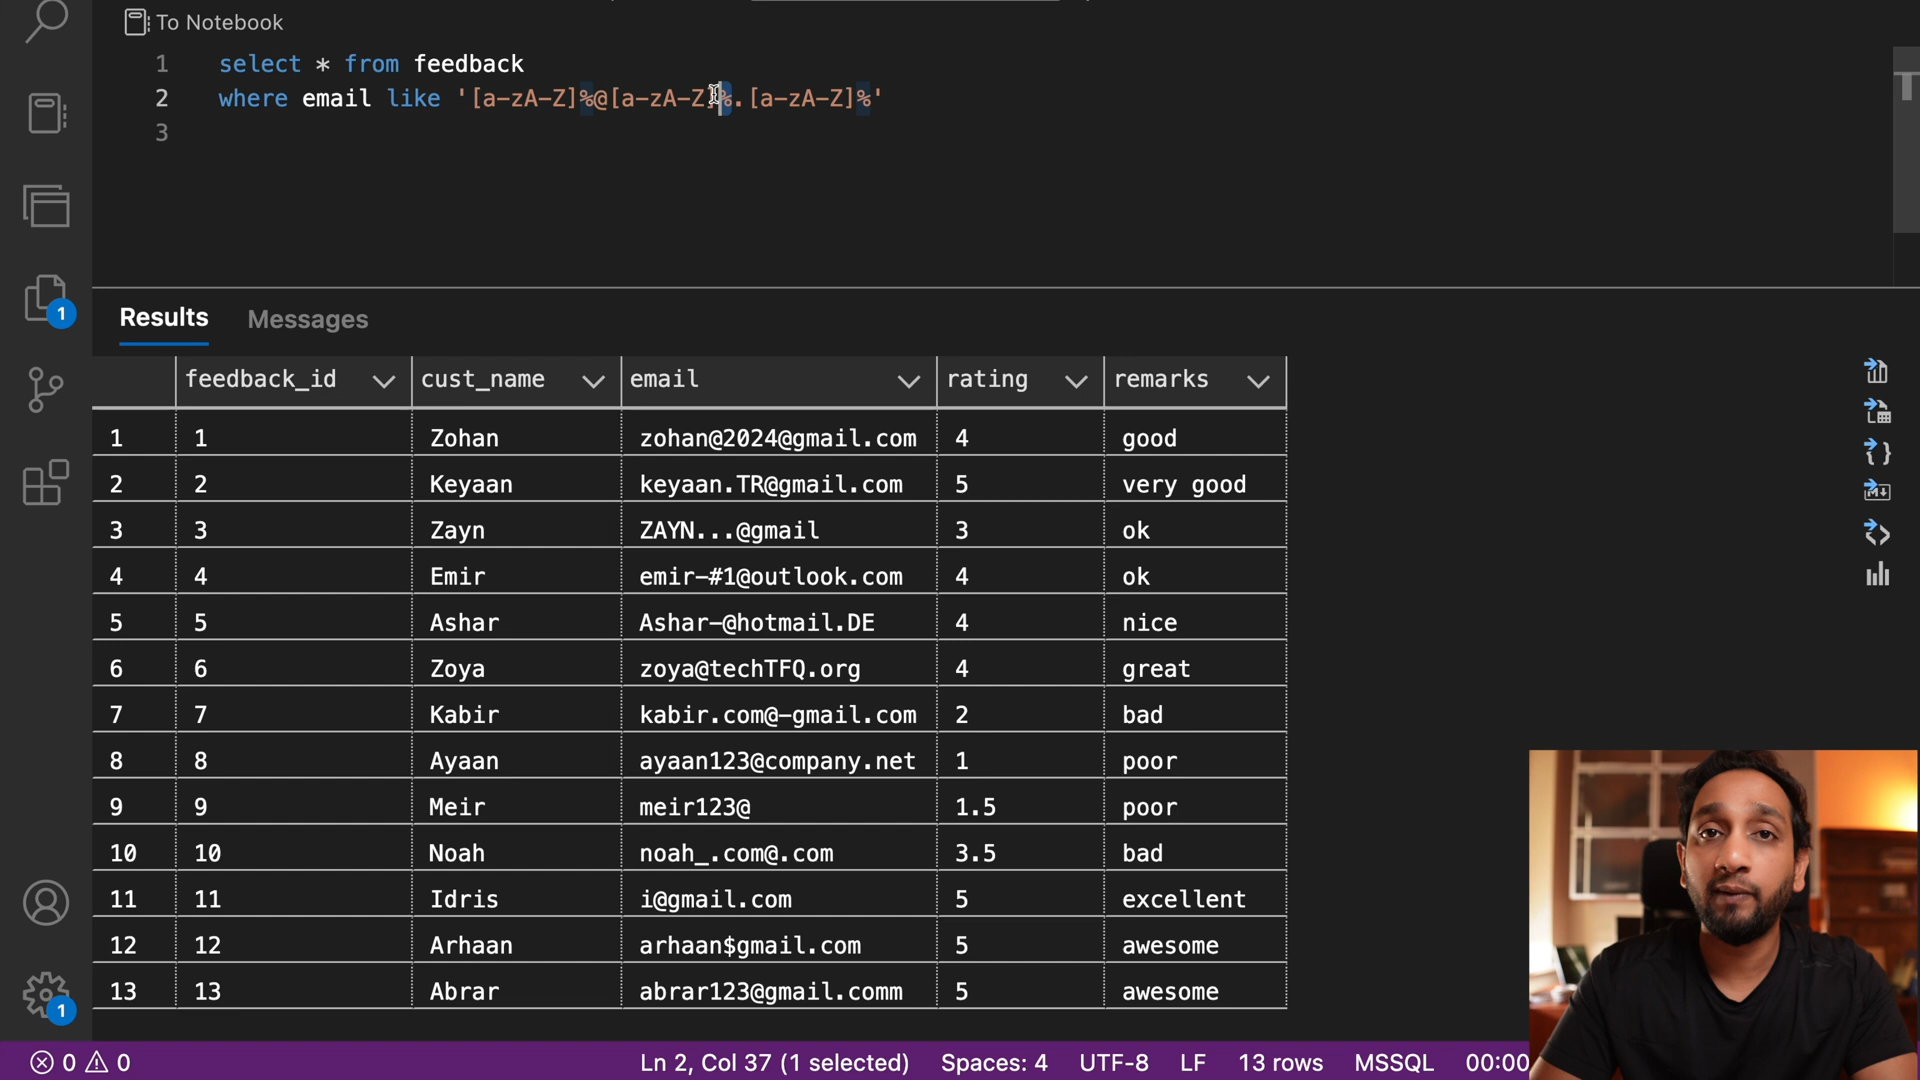 To Notebook
1 select * from feedback
2 where email like '[a-zA-Z]%@[a-zA-Z]%.[a-zA-Z]%'
3
1
Results Messages
feedback_id cust_name email rating remarks
1 1 Zohan zohan@2024@gmail.com 4 good
2 2 Keyaan keyaan.TR@gmail.com 5 very good
3 3 Zayn ZAYN...@gmail 3 ok
4 4 Emir emir-#1@outlook.com 4 ok
5 5 Ashar Ashar-@hotmail.DE 4 nice
6 6 Zoya zoya@techTFQ.org 4 great
7 7 Kabir kabir.com@-gmail.com 2 bad
8 8 Ayaan ayaan123@company.net 1 poor
9 9 Meir meir123@ 1.5 poor
10 10 Noah noah_.com@.com 3.5 bad
11 11 Idris i@gmail.com 5 excellent
12 12 Arhaan arhaan$gmail.com 5 awesome
13 13 Abrar abrar123@gmail.comm 5 awesome
1
0 0 Ln 2, Col 37 (1 selected) Spaces: 4 UTF-8 LF 13 rows MSSQL 00:00